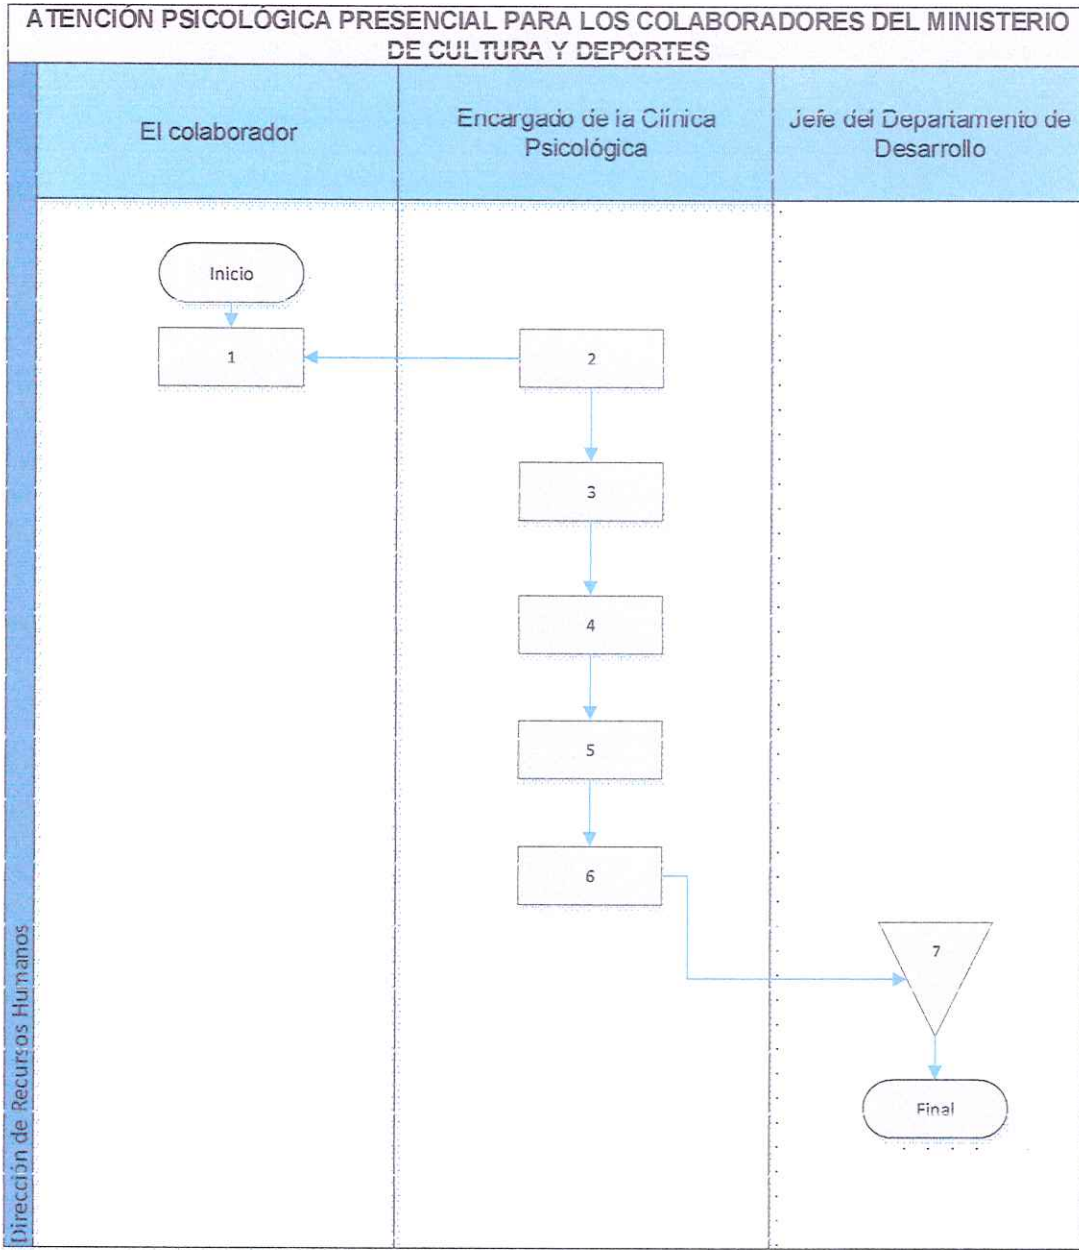 ATENCIÓN PSICOLÓGICA PRESENCIAL PARA LOS COLABORADORES DEL MINISTERIO
DE CULTURA Y DEPORTES
El colaborador
Encargado de la Clínica
Psicológica
Jefe del Departamento de
Desarrollo
Inicio
1
2
3
4
5
6
7
Final
Dirección de Recursos Humanos